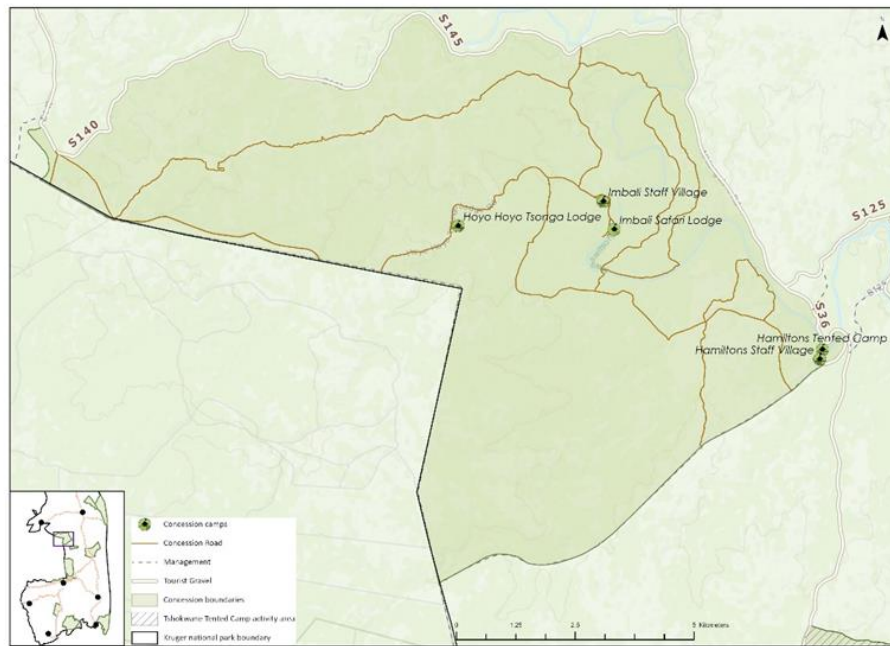 S145
S140
Imbali Staff Village
Hoyo Hoyo Tsonga Lodge
Imbali Safari Lodge
S125
S36
Hamiltons Tented Camp
Hamiltons Staff Village
Concession camps
Concession Road
Management
Tourist Gravel
Concession boundaries
Tshokwane Tented Camp activity area
Kruger national park boundary
0 1.25 2.5 5 Kilometers